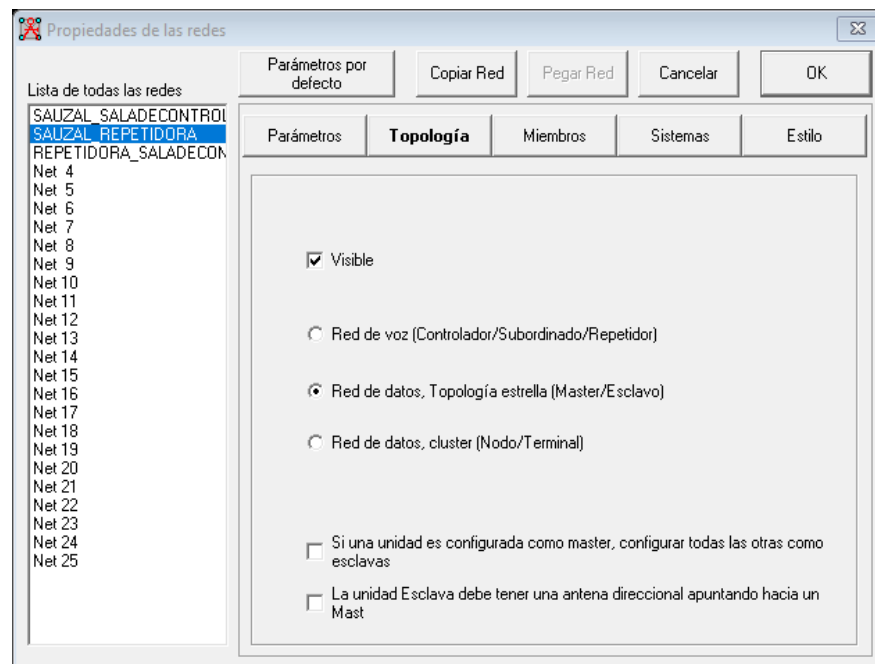 Propiedades de las redes
Lista de todas las redes
Parámetros por
defecto
Copiar Red
Pegar Red
Cancelar
OK
SAUZAL_SALADECONTROL
SAUZAL_REPETIDORA
REPETIDORA_SALADECON
Net 4
Net 5
Net 6
Net 7
Net 8
Net 9
Net 10
Net 11
Net 12
Net 13
Net 14
Net 15
Net 16
Net 17
Net 18
Net 19
Net 20
Net 21
Net 22
Net 23
Net 24
Net 25
Parámetros
Topología
Miembros
Sistemas
Estilo
Visible
Red de voz (Controlador/Subordinado/Repetidor)
Red de datos, Topología estrella (Master/Esclavo)
Red de datos, cluster (Nodo/Terminal)
Si una unidad es configurada como master, configurar todas las otras como
esclavas
La unidad Esclava debe tener una antena direccional apuntando hacia un
Mast